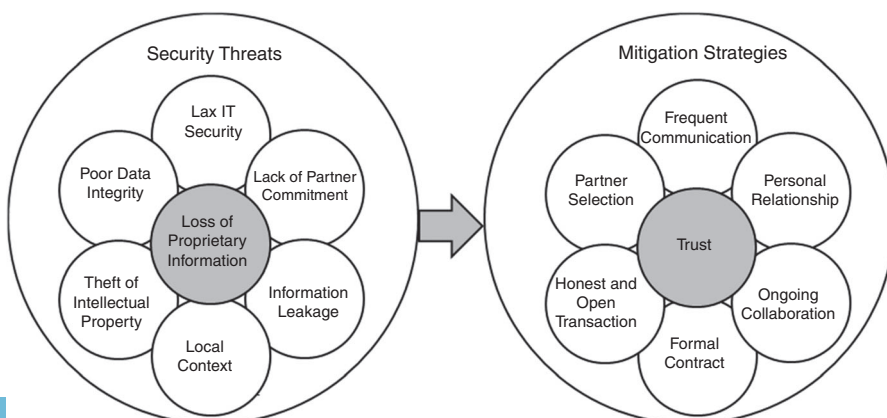 Security Threats
Lax IT
Security
Poor Data
Integrity
Lack of Partner
Commitment
Loss of
Proprietary
Information
Theft of
Intellectual
Property
Information
Leakage
Local
Context
Mitigation Strategies
Frequent
Communication
Partner
Selection
Personal
Relationship
Trust
Honest and
Open
Transaction
Ongoing
Collaboration
Formal
Contract